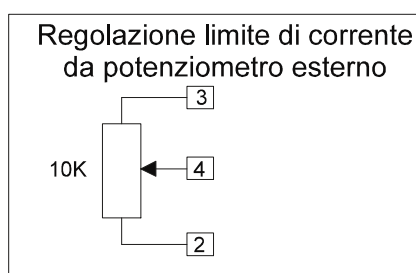 Regolazione limite di corrente
da potenziometro esterno
3
10K
4
2